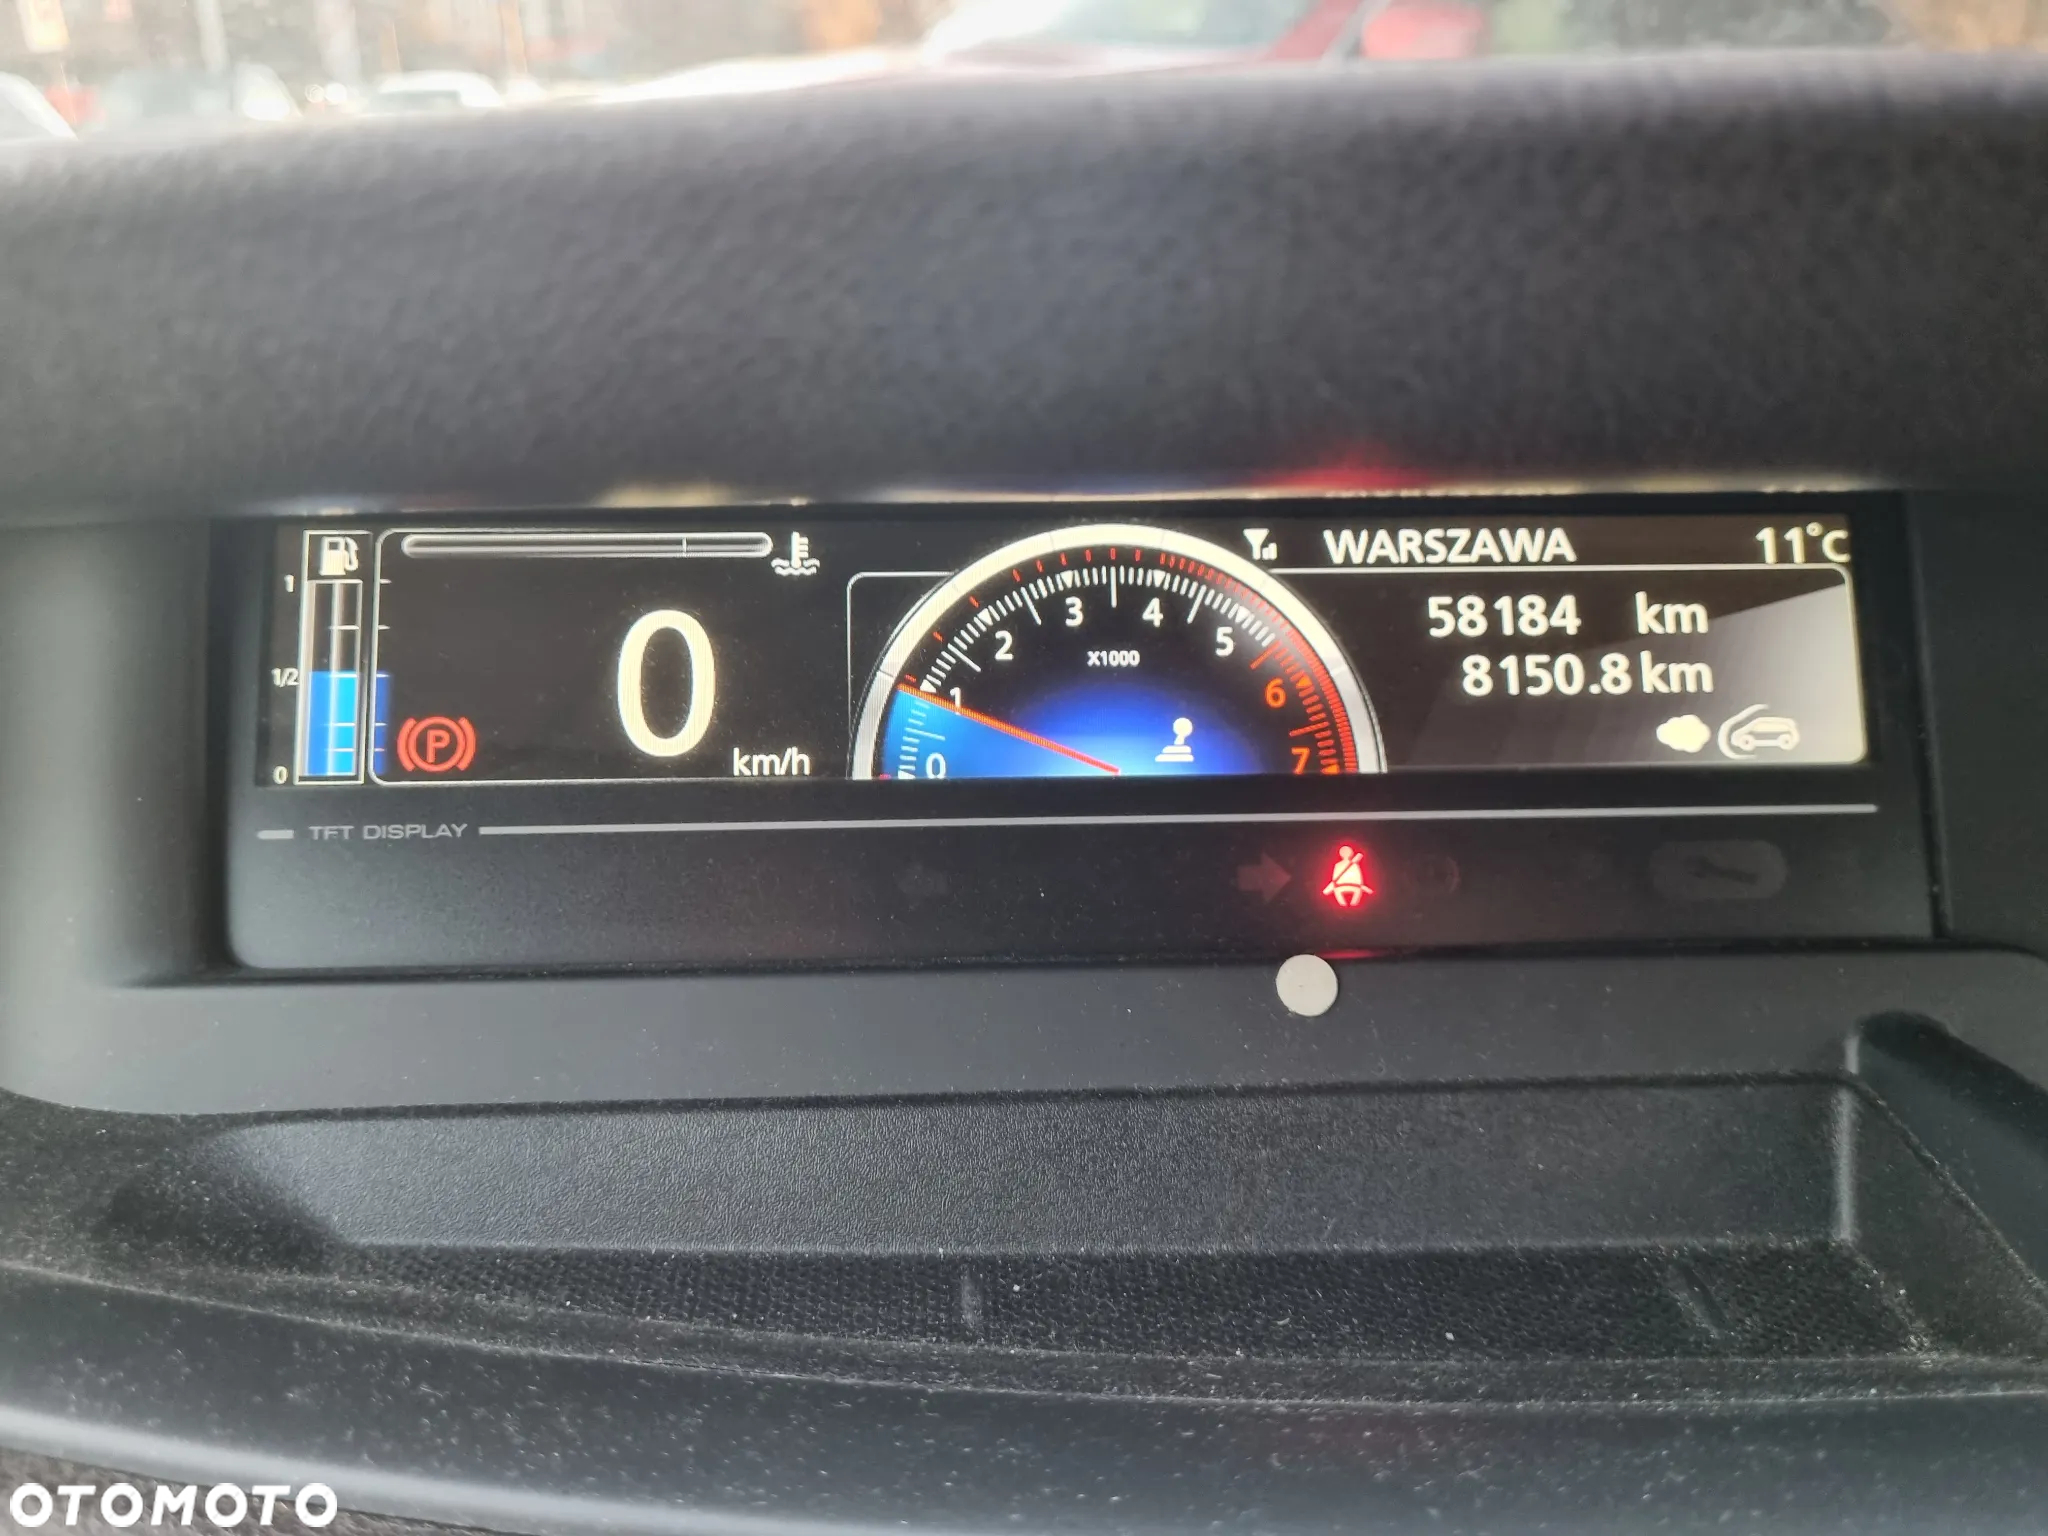 WARSZAWA 11°C
1
1/2
0
P
0 km/h
0 1 2 3 4 5 6 7
X1000
58184 km
8150.8 km
TFT DISPLAY
OTOMOTO